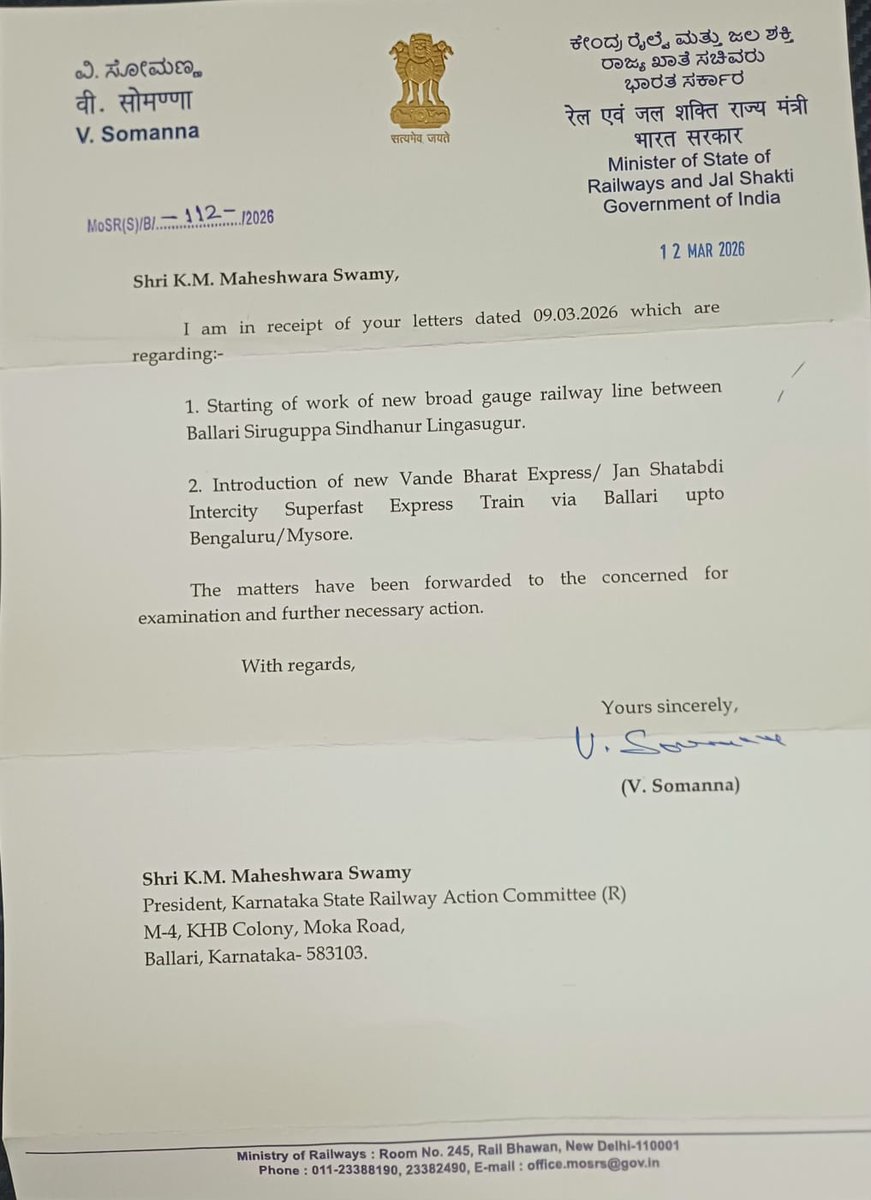 ವಿ. ಸೋಮಣ್ಣ
वी. सोमण्णा
V. Somanna
सत्यमेव जयते
ಕೇಂದ್ರ ರೈಲ್ವೆ ಮತ್ತು ಜಲ ಶಕ್ತಿ
ರಾಜ್ಯ ಖಾತೆ ಸಚಿವರು
ಭಾರತ ಸರ್ಕಾರ
रेल एवं जल शक्ति राज्य मंत्री
भारत सरकार
Minister of State of
Railways and Jal Shakti
Government of India
MoSR(S)/B/.-112-./2026
12 MAR 2026
Shri K.M. Maheshwara Swamy,
I am in receipt of your letters dated 09.03.2026 which are
regarding:-
1. Starting of work of new broad gauge railway line between
Ballari Siruguppa Sindhanur Lingasugur.
2. Introduction of new Vande Bharat Express/ Jan Shatabdi
Intercity Superfast Express Train via Ballari upto
Bengaluru/Mysore.
The matters have been forwarded to the concerned for
examination and further necessary action.
With regards,
Yours sincerely,
V. Somanna
(V. Somanna)
Shri K.M. Maheshwara Swamy
President, Karnataka State Railway Action Committee (R)
M-4, KHB Colony, Moka Road,
Ballari, Karnataka- 583103.
Ministry of Railways : Room No. 245, Rail Bhawan, New Delhi-110001
Phone : 011-23388190, 23382490, E-mail : office.mosrs@gov.in